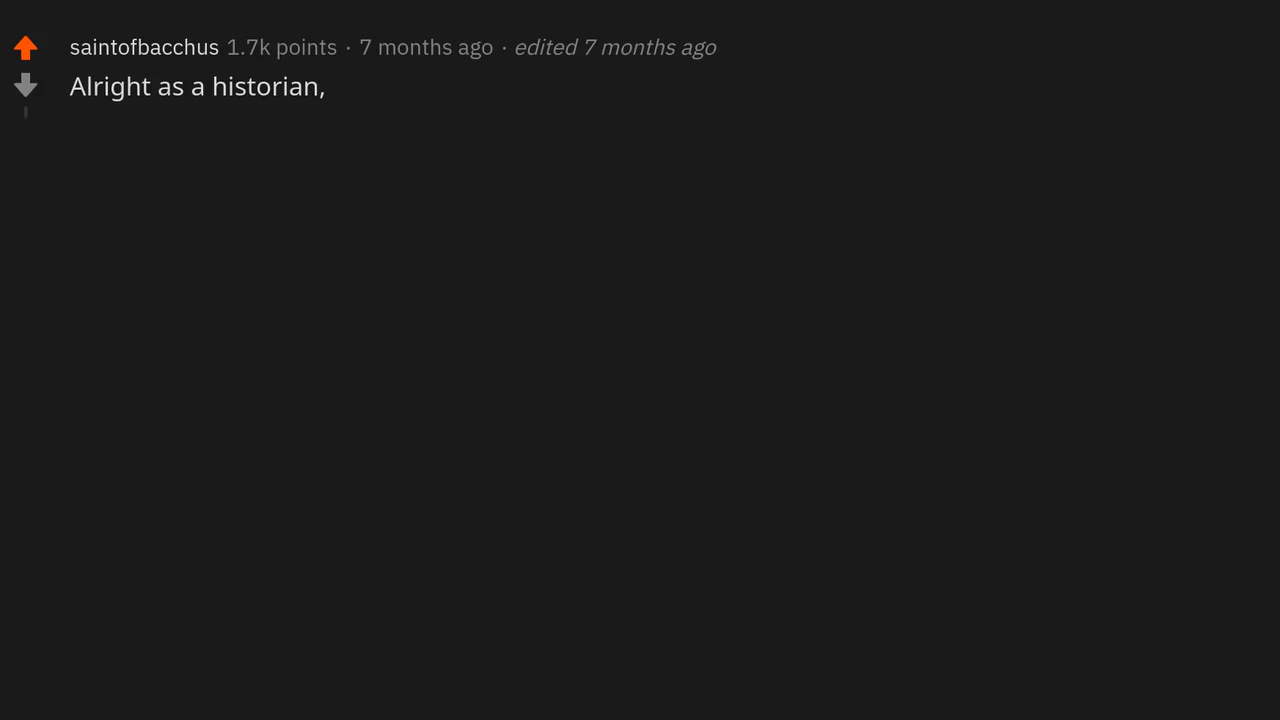 saintofbacchus 1.7k points · 7 months ago · edited 7 months ago
Alright as a historian,